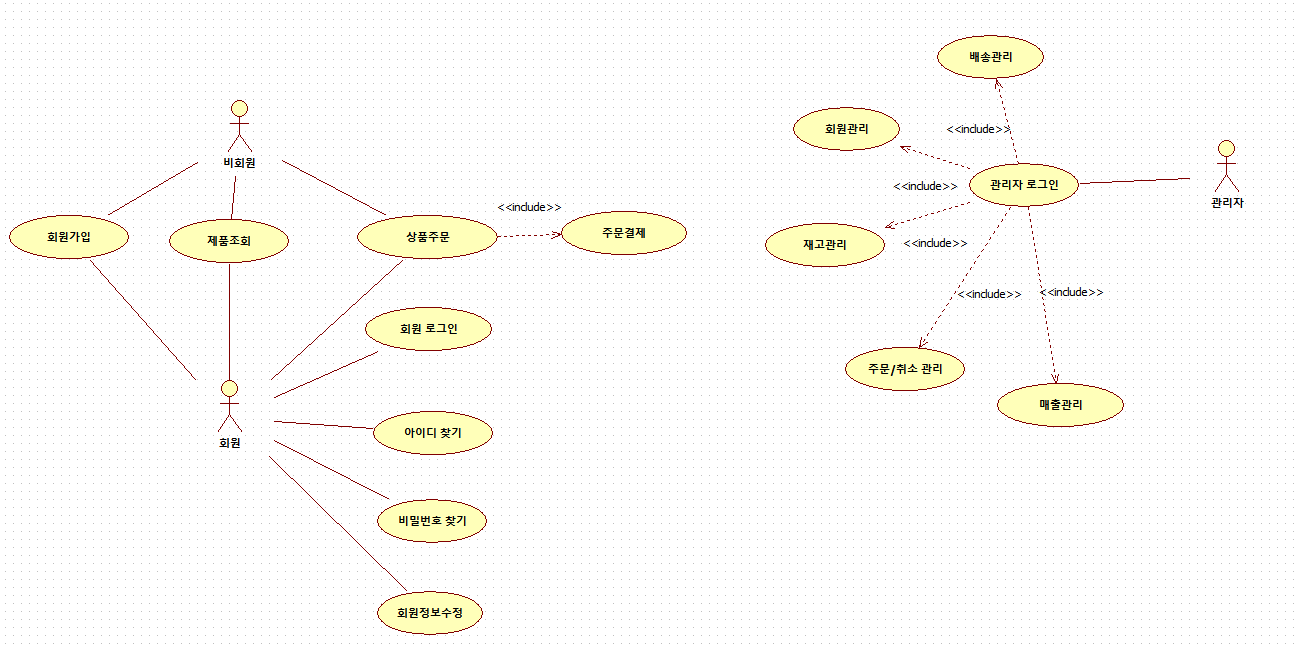 배송관리
회원관리
<<include>>
비회원
관리자 로그인
<<include>>
관리자
<<include>>
회원가입
제품조회
상품주문
주문결제
재고관리
<<include>>
<<include>>
<<include>>
회원 로그인
주문/취소 관리
매출관리
아이디 찾기
회원
비밀번호 찾기
회원정보수정